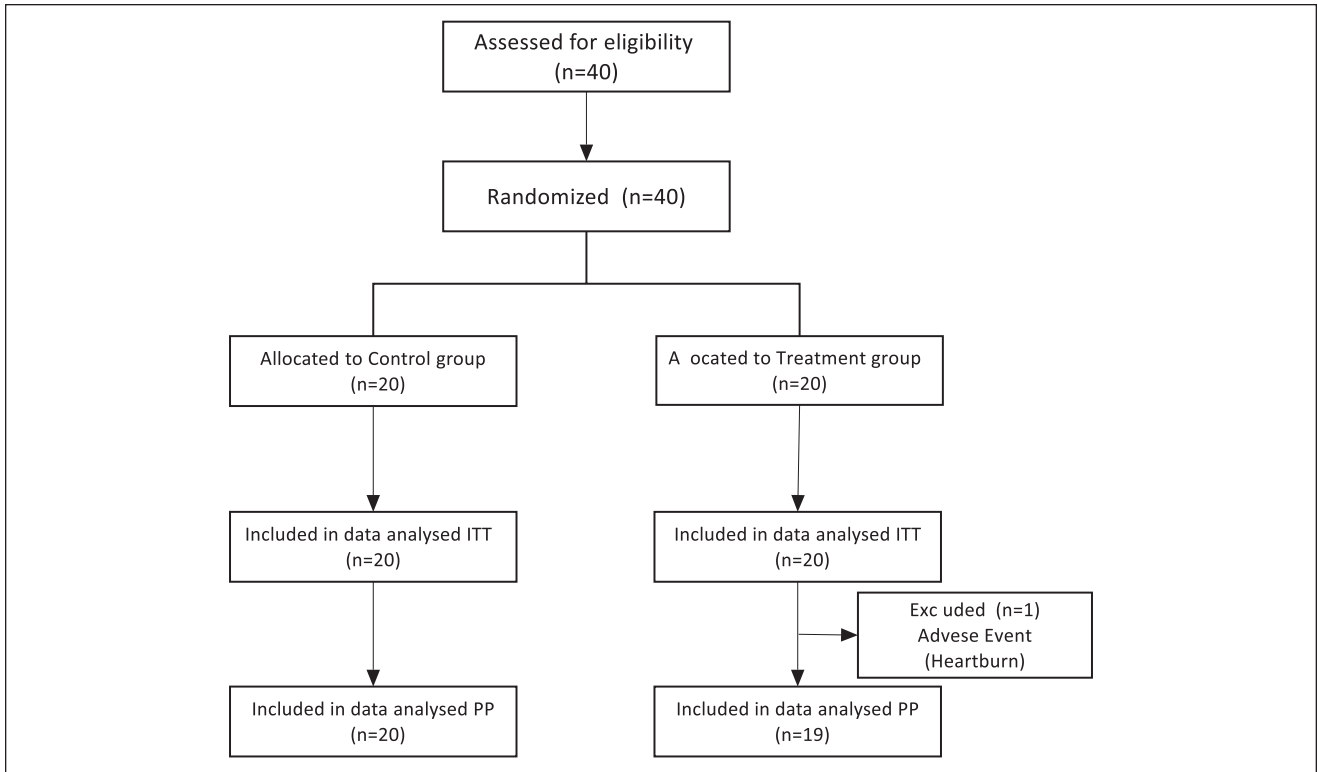 Assessed for eligibility
(n=40)
Randomized (n=40)
Allocated to Control group
(n=20)
A ocated to Treatment group
(n=20)
Included in data analysed ITT
(n=20)
Included in data analysed ITT
(n=20)
Exc uded (n=1)
Advese Event
(Heartburn)
Included in data analysed PP
(n=20)
Included in data analysed PP
(n=19)